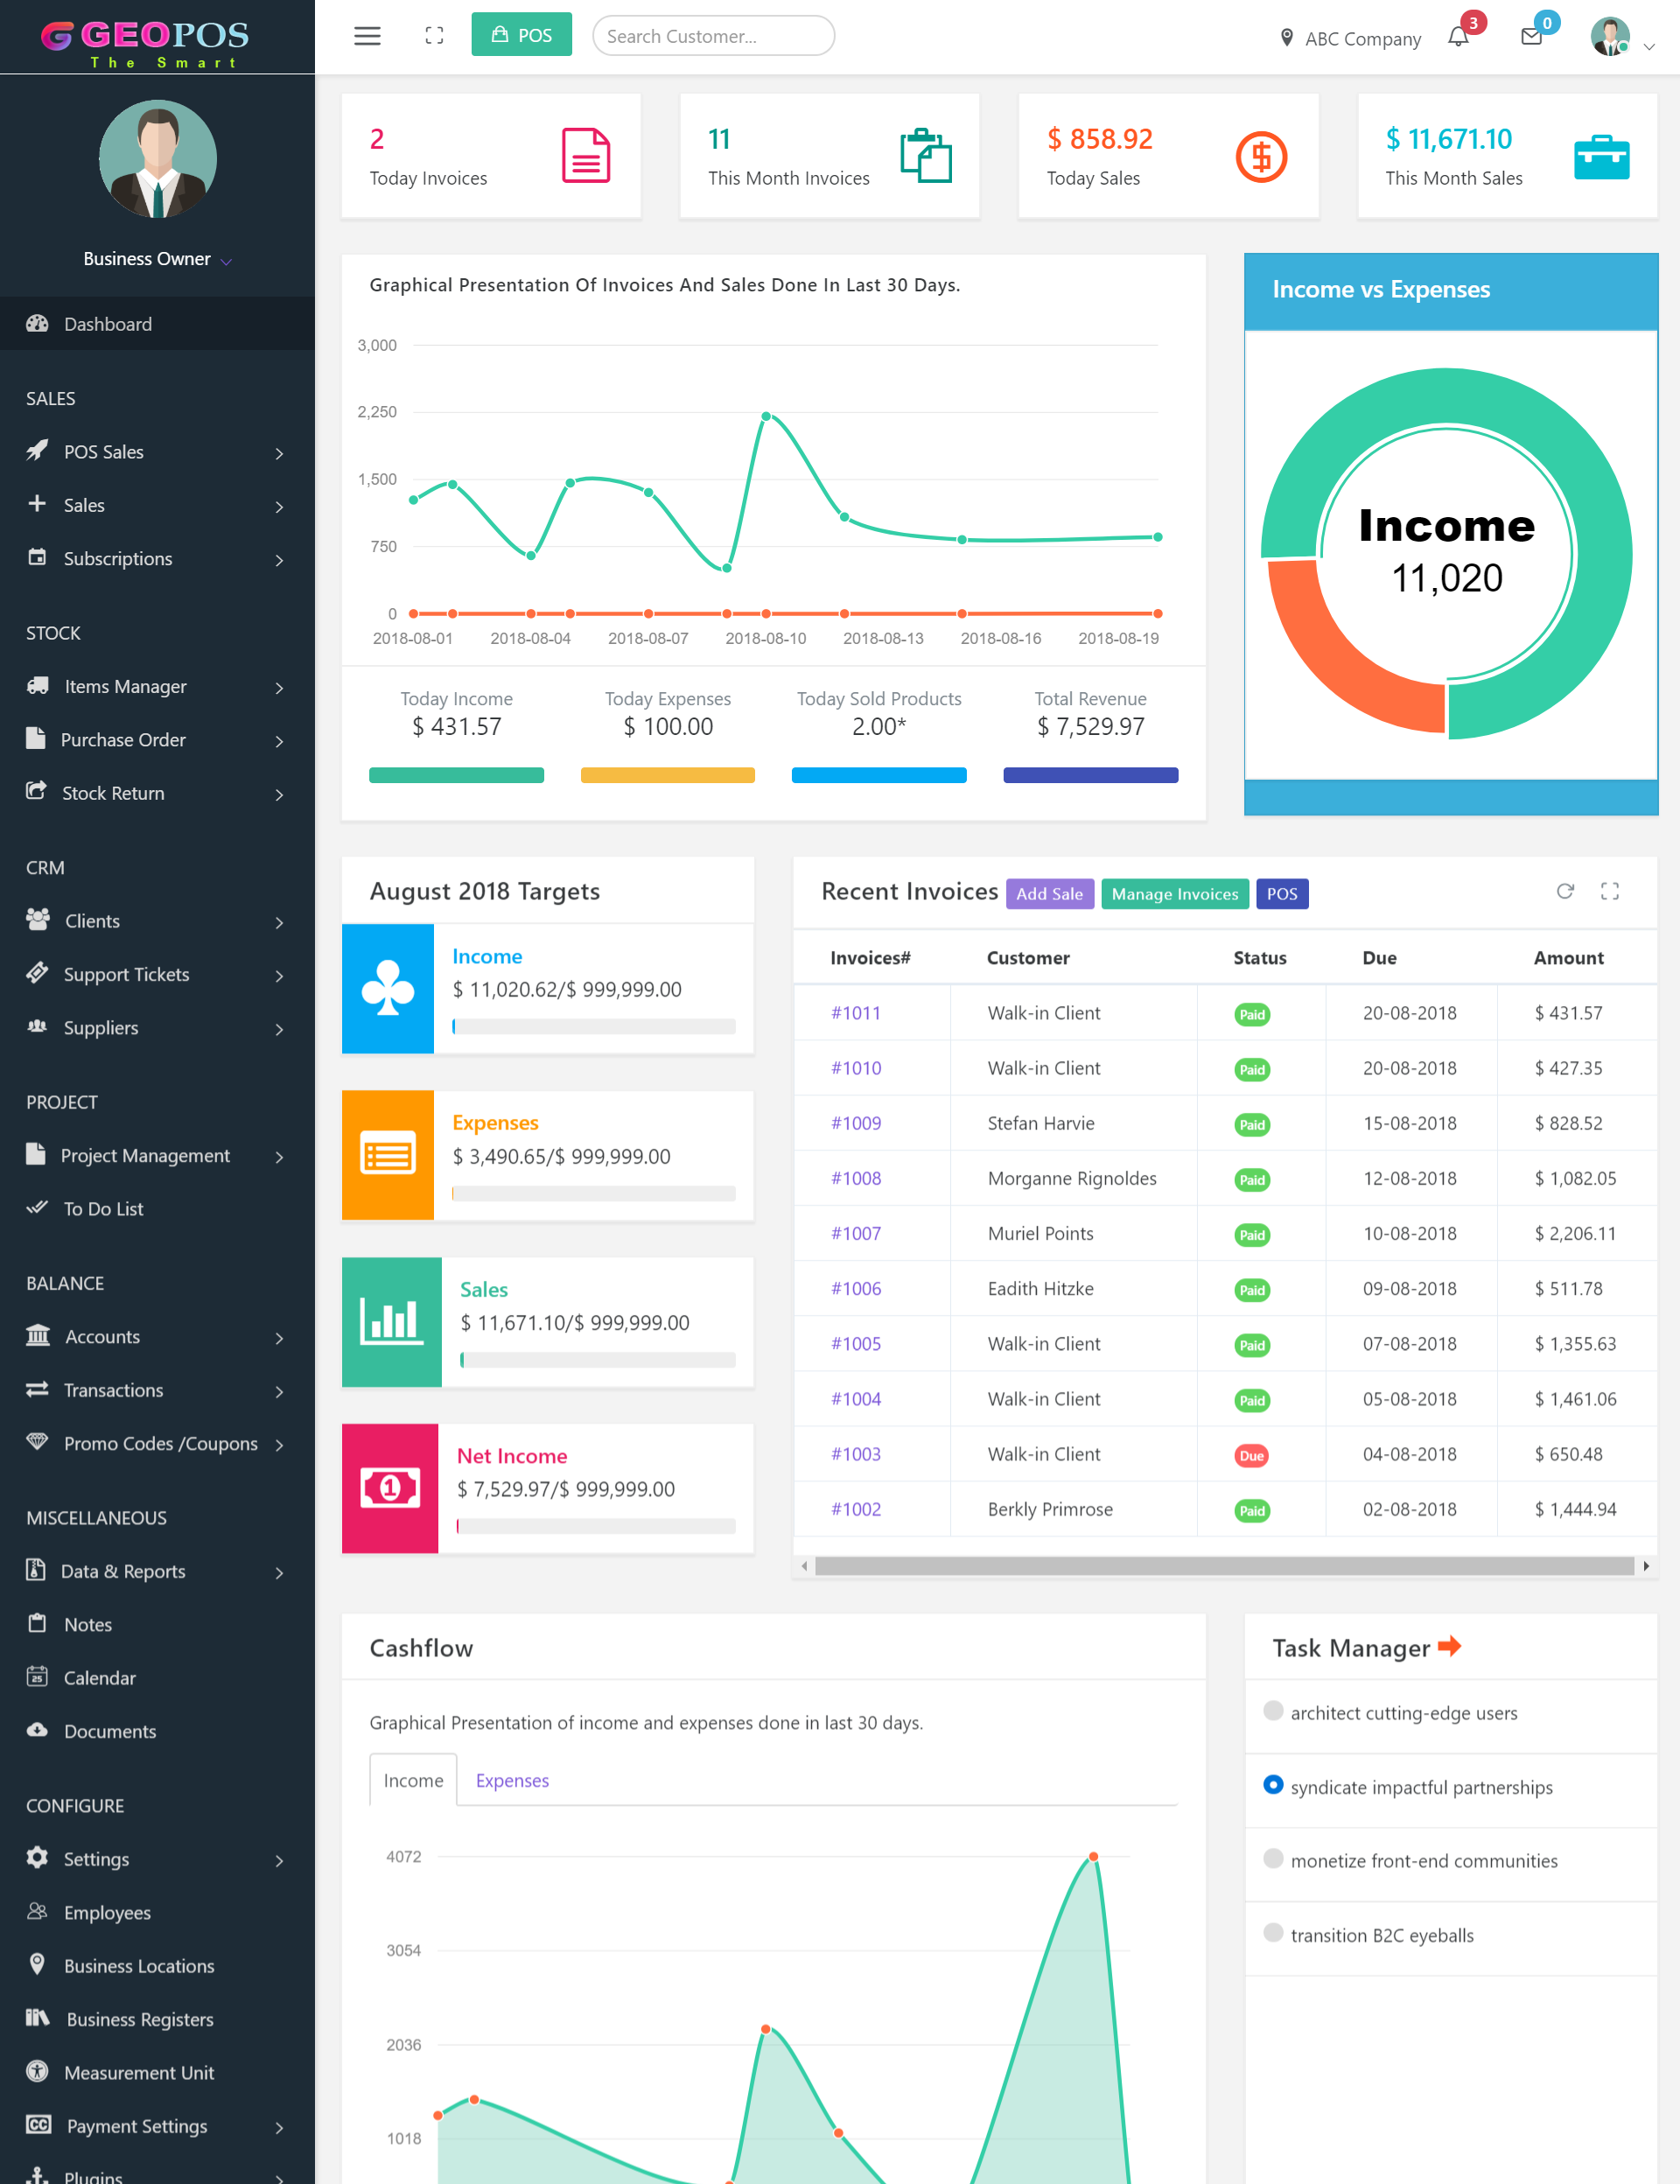 GEOPOS
The Smart
POS
Search Customer...
ABC Company
3
0
Business Owner
Dashboard
SALES
POS Sales
Sales
Subscriptions
STOCK
Items Manager
Purchase Order
Stock Return
CRM
Clients
Support Tickets
Suppliers
PROJECT
Project Management
To Do List
BALANCE
Accounts
Transactions
Promo Codes /Coupons
MISCELLANEOUS
Data & Reports
Notes
Calendar
Documents
CONFIGURE
Settings
Employees
Business Locations
Business Registers
Measurement Unit
Payment Settings
Plugins
2
Today Invoices
11
This Month Invoices
$ 858.92
Today Sales
$ 11,671.10
This Month Sales
Graphical Presentation Of Invoices And Sales Done In Last 30 Days.
3,000
2,250
1,500
750
0
2018-08-01 2018-08-04 2018-08-07 2018-08-10 2018-08-13 2018-08-16 2018-08-19
Today Income Today Expenses Today Sold Products Total Revenue
$ 431.57 $ 100.00 2.00* $ 7,529.97
Income vs Expenses
Income
11,020
August 2018 Targets
Income
$ 11,020.62/$ 999,999.00
Expenses
$ 3,490.65/$ 999,999.00
Sales
$ 11,671.10/$ 999,999.00
1
Net Income
$ 7,529.97/$ 999,999.00
Recent Invoices Add Sale Manage Invoices POS
Invoices# Customer Status Due Amount
#1011 Walk-in Client Paid 20-08-2018 $ 431.57
#1010 Walk-in Client Paid 20-08-2018 $ 427.35
#1009 Stefan Harvie Paid 15-08-2018 $ 828.52
#1008 Morganne Rignoldes Paid 12-08-2018 $ 1,082.05
#1007 Muriel Points Paid 10-08-2018 $ 2,206.11
#1006 Eadith Hitzke Paid 09-08-2018 $ 511.78
#1005 Walk-in Client Paid 07-08-2018 $ 1,355.63
#1004 Walk-in Client Paid 05-08-2018 $ 1,461.06
#1003 Walk-in Client Due 04-08-2018 $ 650.48
#1002 Berkly Primrose Paid 02-08-2018 $ 1,444.94
Cashflow
Graphical Presentation of income and expenses done in last 30 days.
Income Expenses
4072
3054
2036
1018
Task Manager
architect cutting-edge users
syndicate impactful partnerships
monetize front-end communities
transition B2C eyeballs